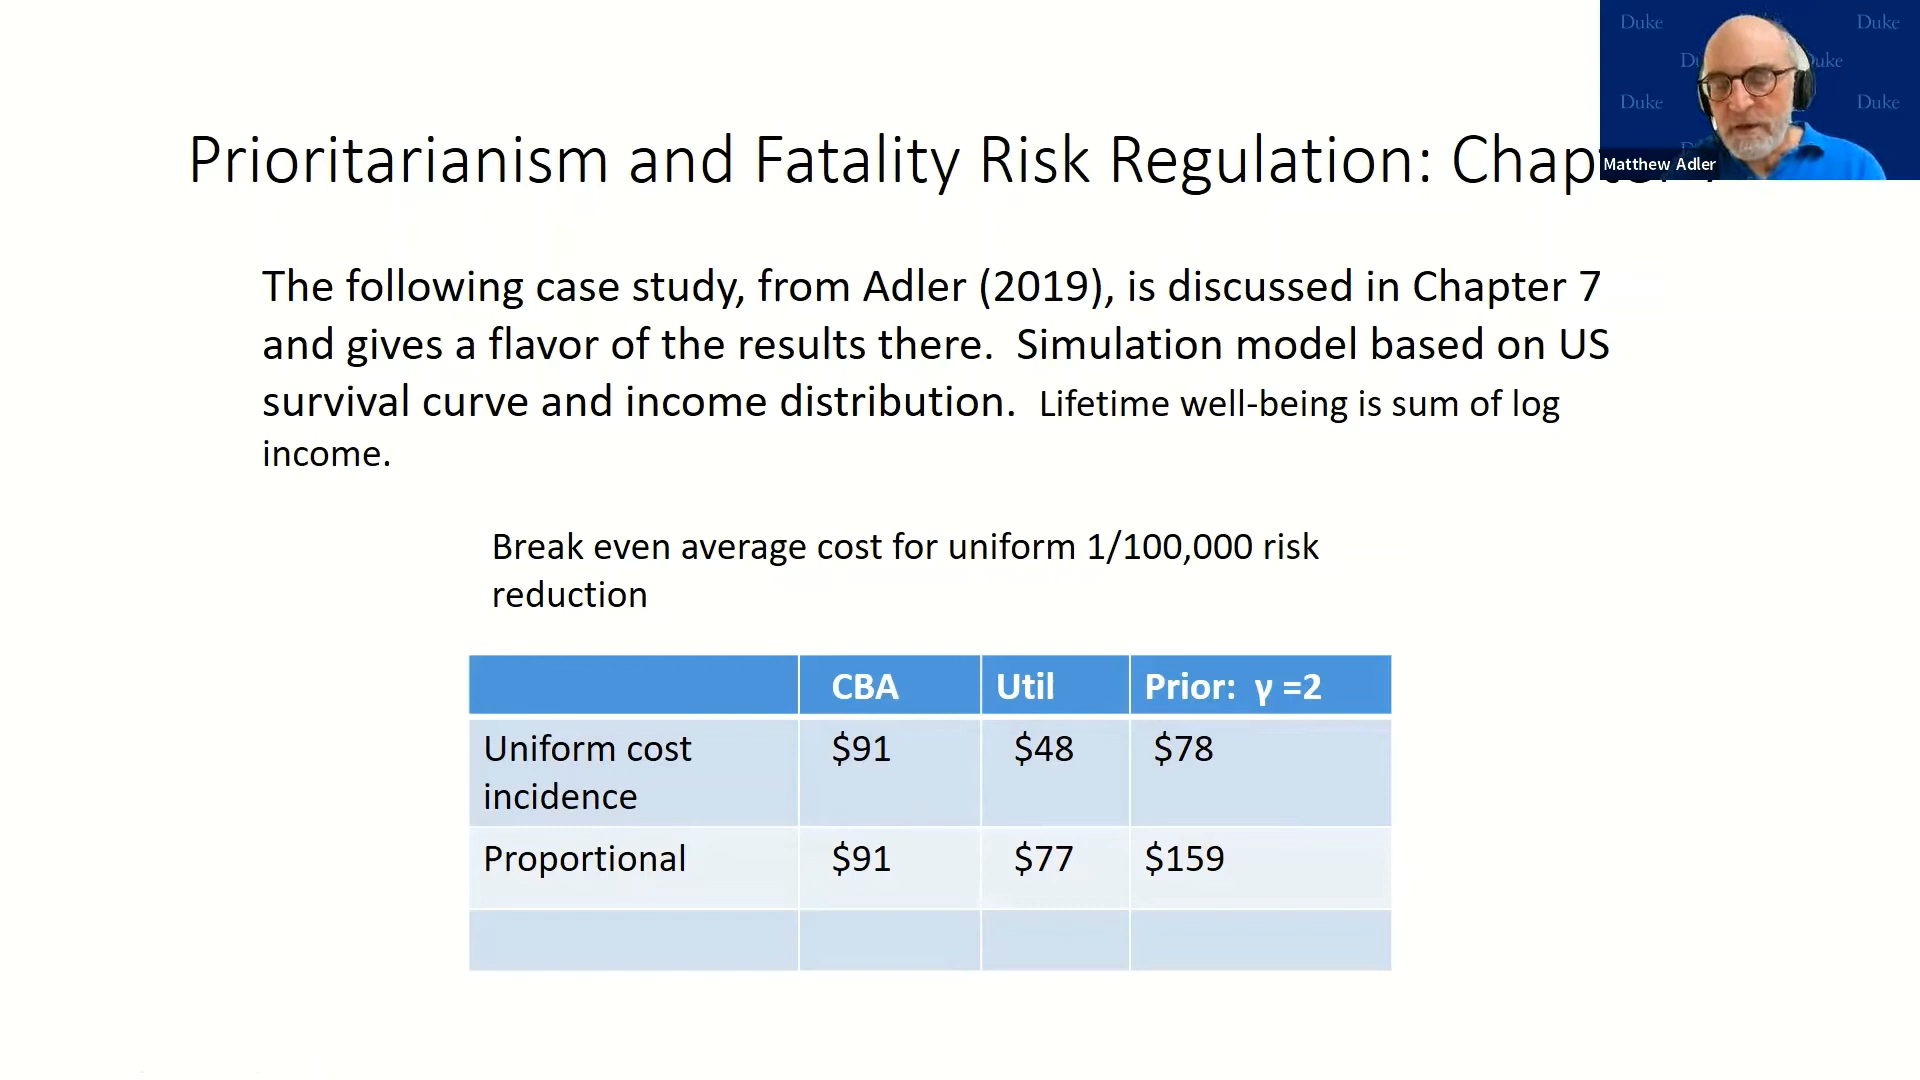 Duke
Duke
Duke
Duke
Duke
Matthew Adler
Prioritarianism and Fatality Risk Regulation:
The following case study, from Adler (2019), is discussed in Chapter 7
and gives a flavor of the results there. Simulation model based on US
survival curve and income distribution. Lifetime well-being is sum of log
income.
Break even average cost for uniform 1/100,000 risk
reduction
CBA Util Prior: γ =2
Uniform cost $91 $48 $78
incidence
Proportional $91 $77 $159